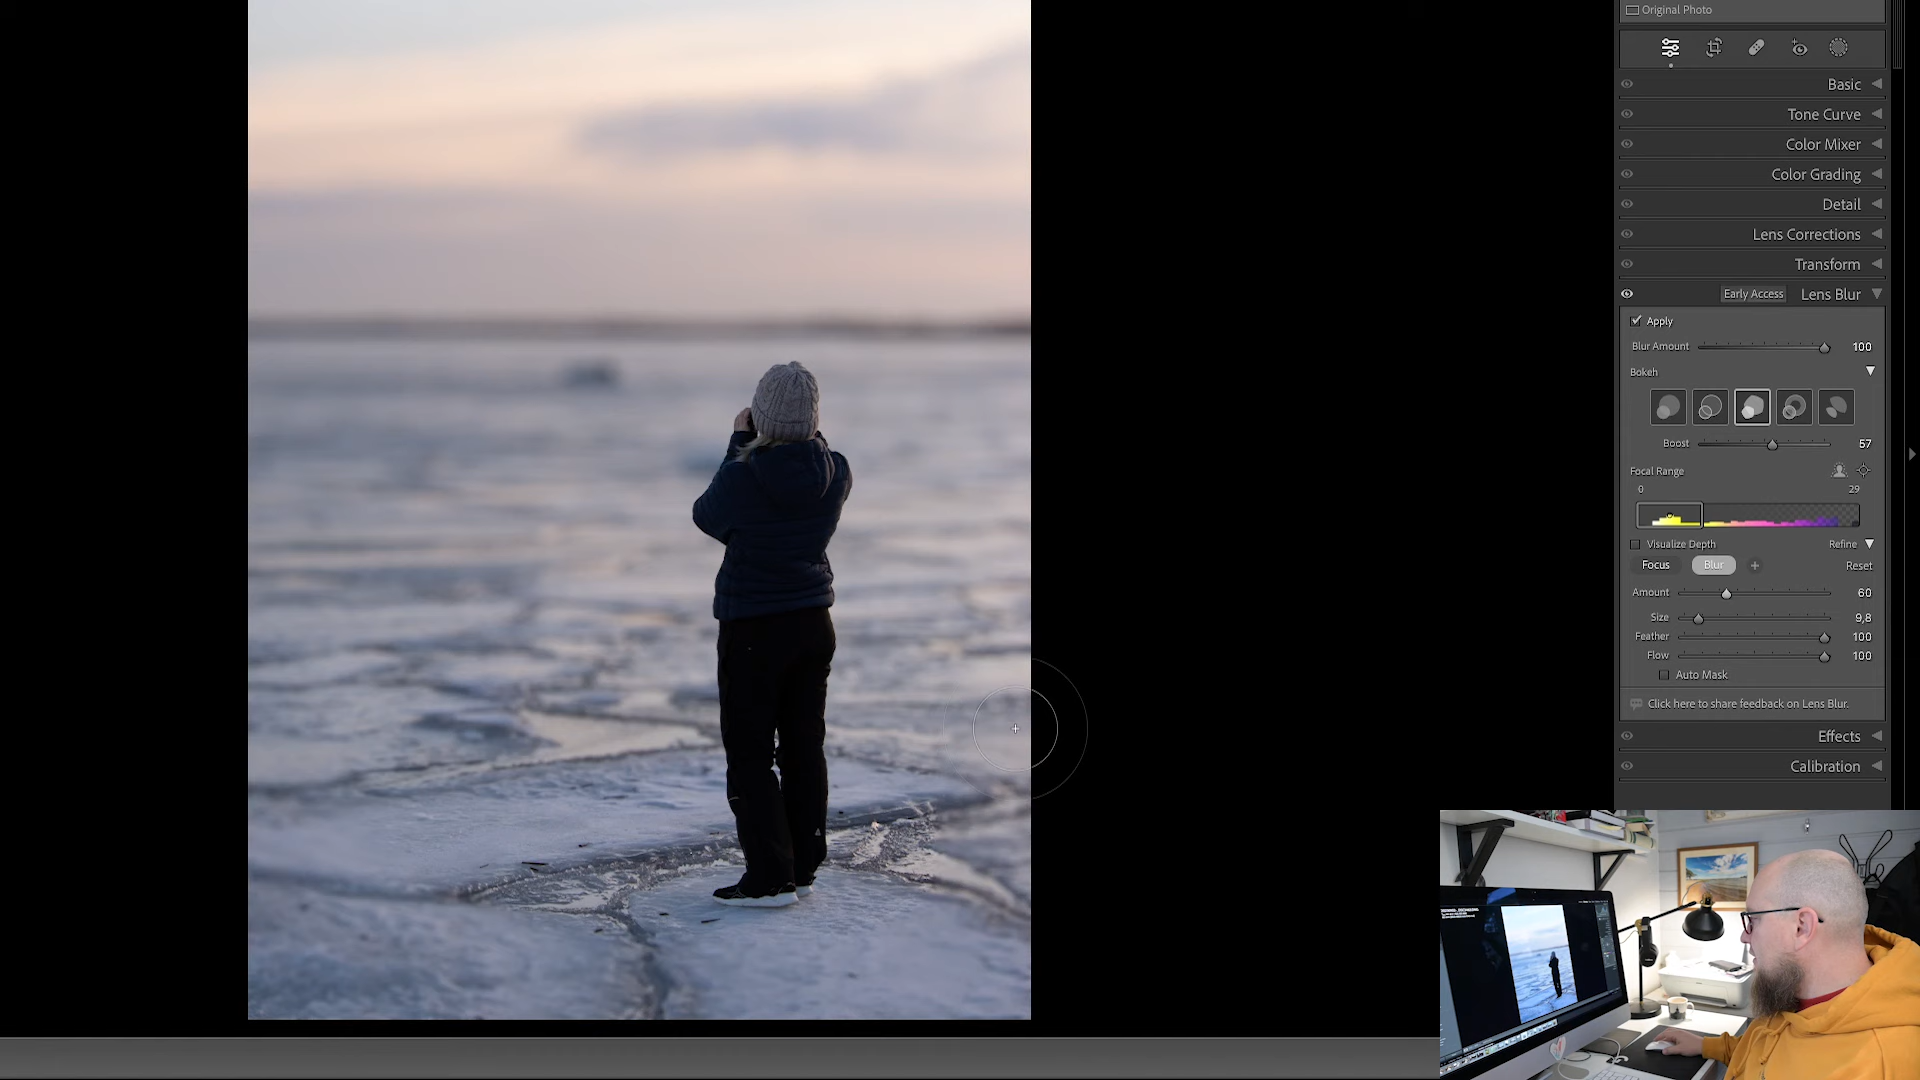 Original Photo
Basic
Tone Curve
Color Mixer
Color Grading
Detail
Lens Corrections
Transform
Early Access Lens Blur
Apply
Blur Amount 100
Bokeh
Boost 57
Focal Range
0 29
Visualize Depth Refine
Focus Blur + Reset
Amount 60
Size 9,8
Feather 100
Flow 100
Auto Mask
Click here to share feedback on Lens Blur.
Effects
Calibration